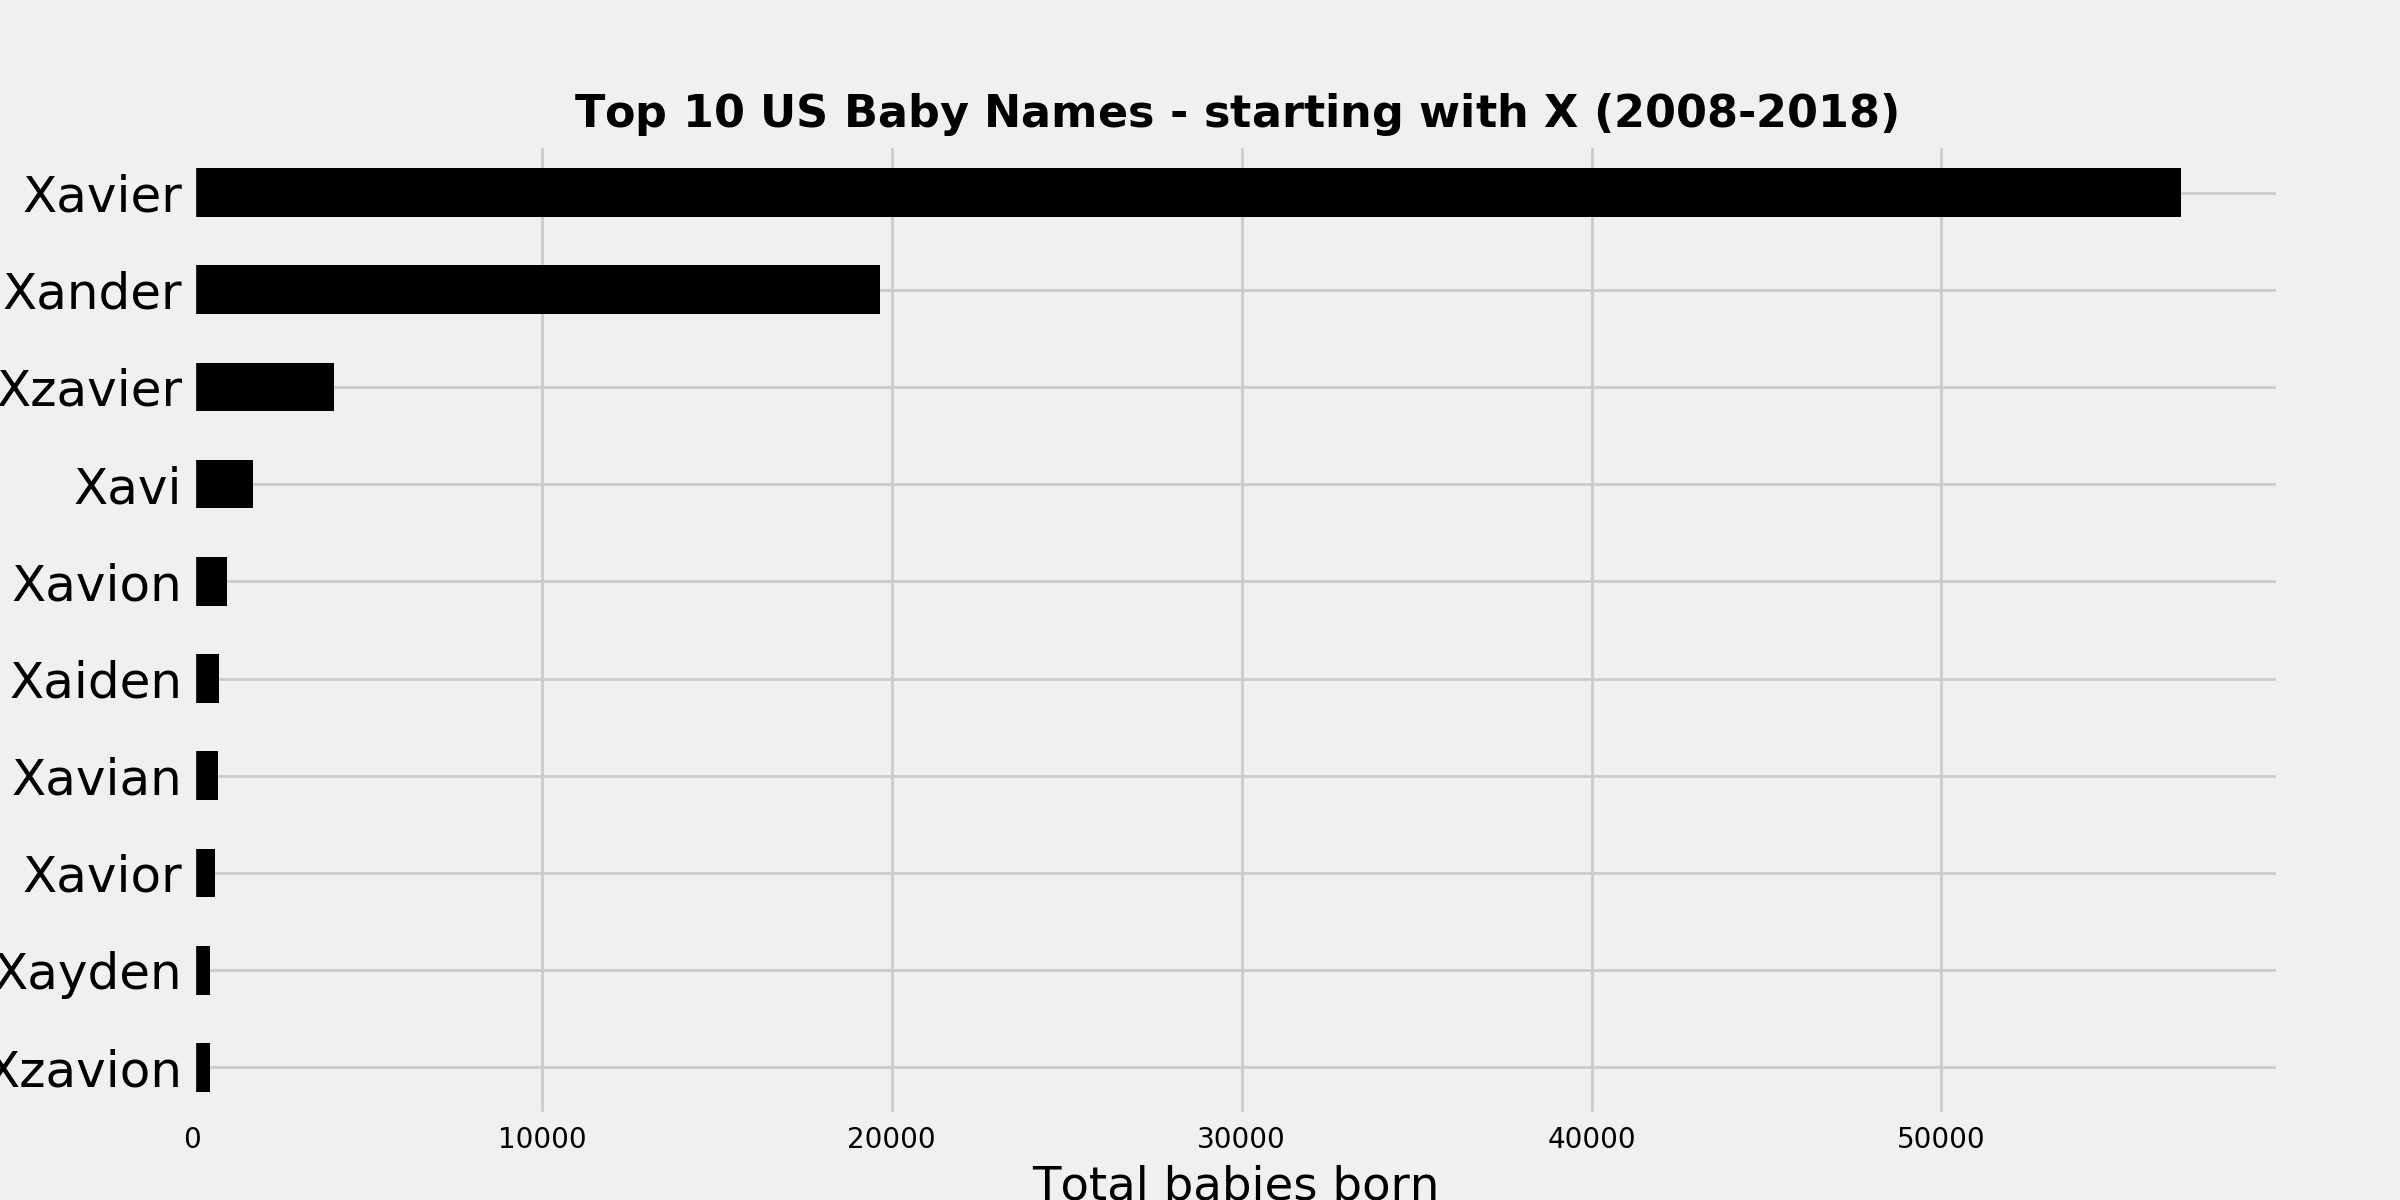 Top 10 US Baby Names - starting with X (2008-2018)
Xavier
Xander
Xzavier
Xavi
Xavion
Xaiden
Xavian
Xavior
Xayden
Xzavion
0 10000 20000 30000 40000 50000
Total babies born